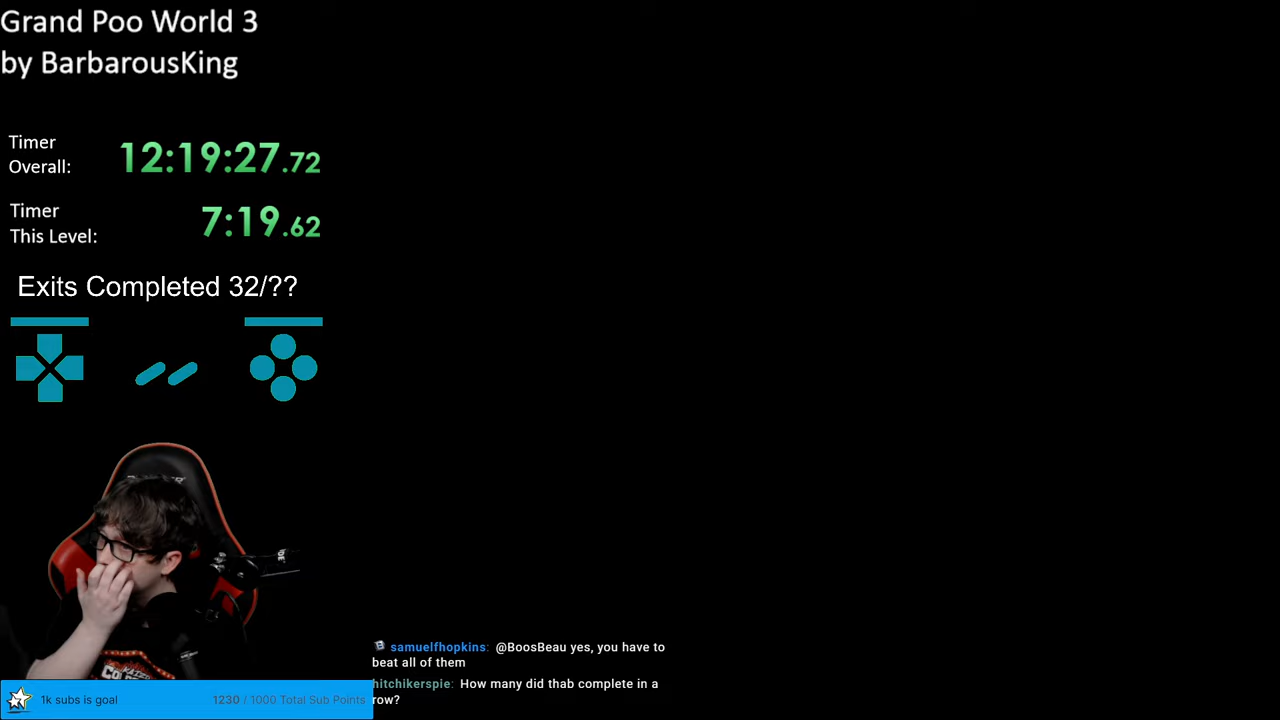 Grand Poo World 3
by BarbarousKing
Timer
Overall:
12:19:27.72
Timer
This Level:
7:19.62
Exits Completed 32/??
samuelfhopkins: @BoosBeau yes, you have to
beat all of them
hitchikerspie: How many did thab complete in a
row?
1k subs is goal
1230 / 1000 Total Sub Points